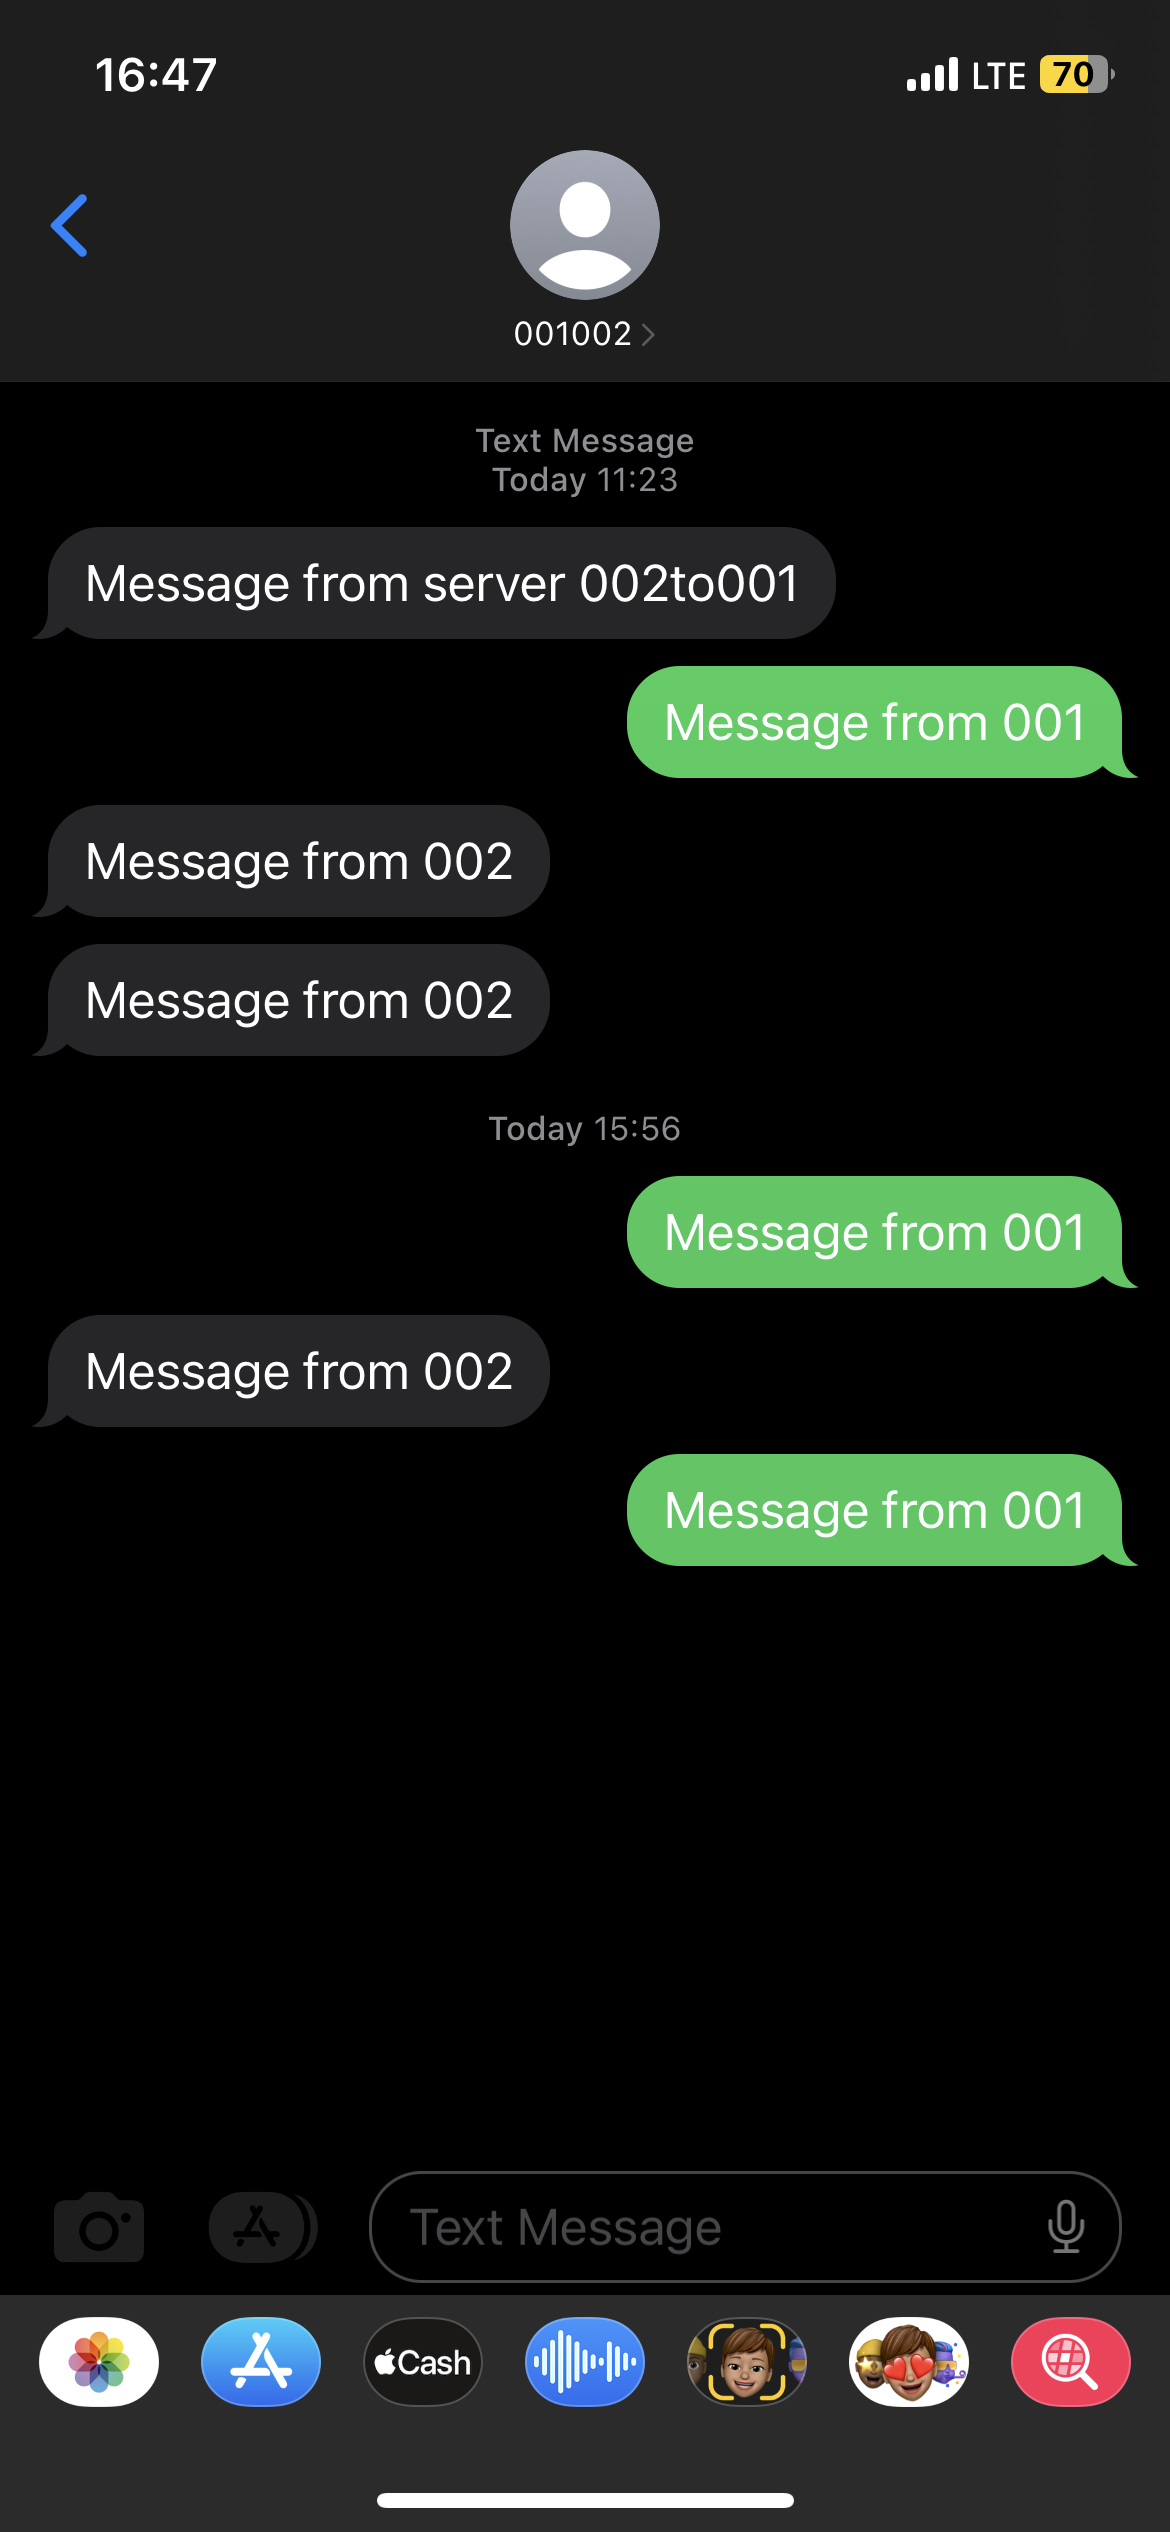 16:47
LTE 70
001002
Text Message
Today 11:23
Message from server 002to001
Message from 001
Message from 002
Message from 002
Today 15:56
Message from 001
Message from 002
Message from 001
Text Message
Cash